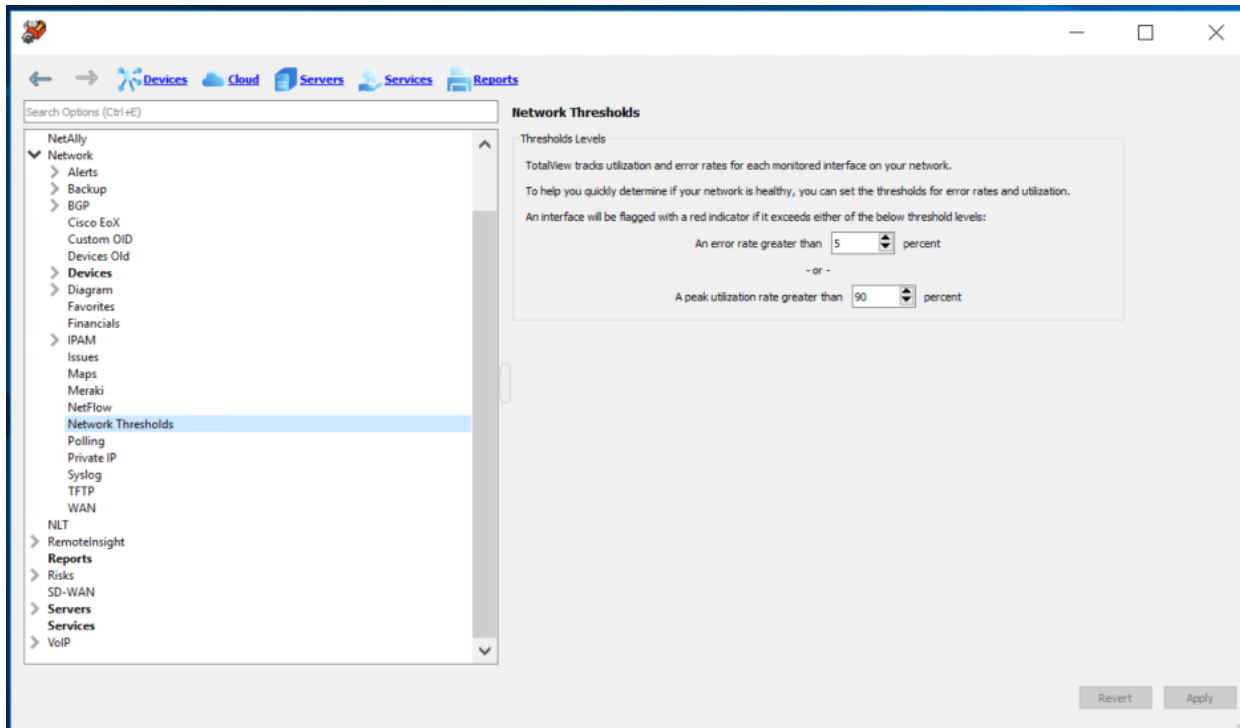 Devices Cloud Servers Services Reports
Search Options (Ctrl+E)
NetAlly
Network
Alerts
Backup
BGP
Cisco EoX
Custom OID
Devices Old
Devices
Diagram
Favorites
Financials
IPAM
Issues
Maps
Meraki
NetFlow
Network Thresholds
Polling
Private IP
Syslog
TFTP
WAN
NLT
RemoteInsight
Reports
Risks
SD-WAN
Servers
Services
VoIP
Network Thresholds
Thresholds Levels
TotalView tracks utilization and error rates for each monitored interface on your network.
To help you quickly determine if your network is healthy, you can set the thresholds for error rates and utilization.
An interface will be flagged with a red indicator if it exceeds either of the below threshold levels:
An error rate greater than 5 percent
- or -
A peak utilization rate greater than 90 percent
Revert Apply